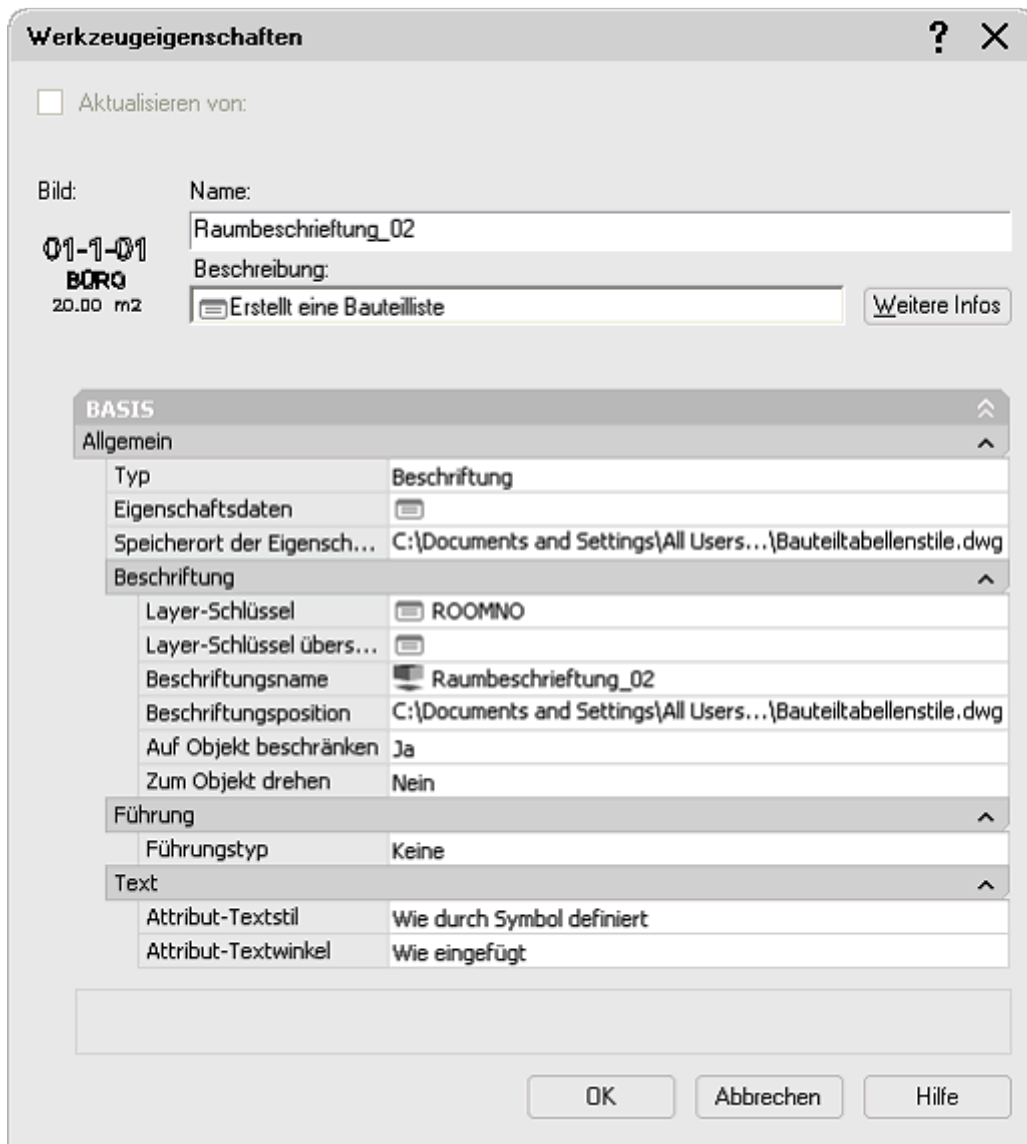 Werkzeugeigenschaften
Aktualisieren von:
Bild:
Name:
01-1-01
BÜRO
20.00 m2
Raumbeschrieftung_02
Beschreibung:
Erstellt eine Bauteilliste
Weitere Infos
BASIS
Allgemein
Typ Beschriftung
Eigenschaftsdaten
Speicherort der Eigensch... C:\Documents and Settings\All Users...\Bauteiltabellenstile.dwg
Beschriftung
Layer-Schlüssel ROOMNO
Layer-Schlüssel übers...
Beschriftungsname Raumbeschrieftung_02
Beschriftungsposition C:\Documents and Settings\All Users...\Bauteiltabellenstile.dwg
Auf Objekt beschränken Ja
Zum Objekt drehen Nein
Führung
Führungstyp Keine
Text
Attribut-Textstil Wie durch Symbol definiert
Attribut-Textwinkel Wie eingefügt
OK Abbrechen Hilfe